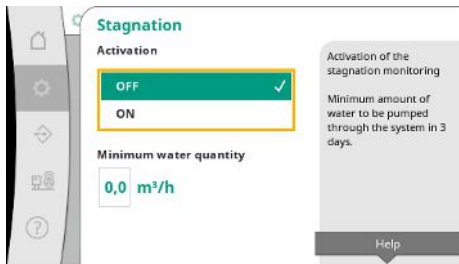 Stagnation
Activation
OFF
ON
Minimum water quantity
0,0 m³/h
Activation of the
stagnation monitoring
Minimum amount of
water to be pumped
through the system in 3
days.
Help